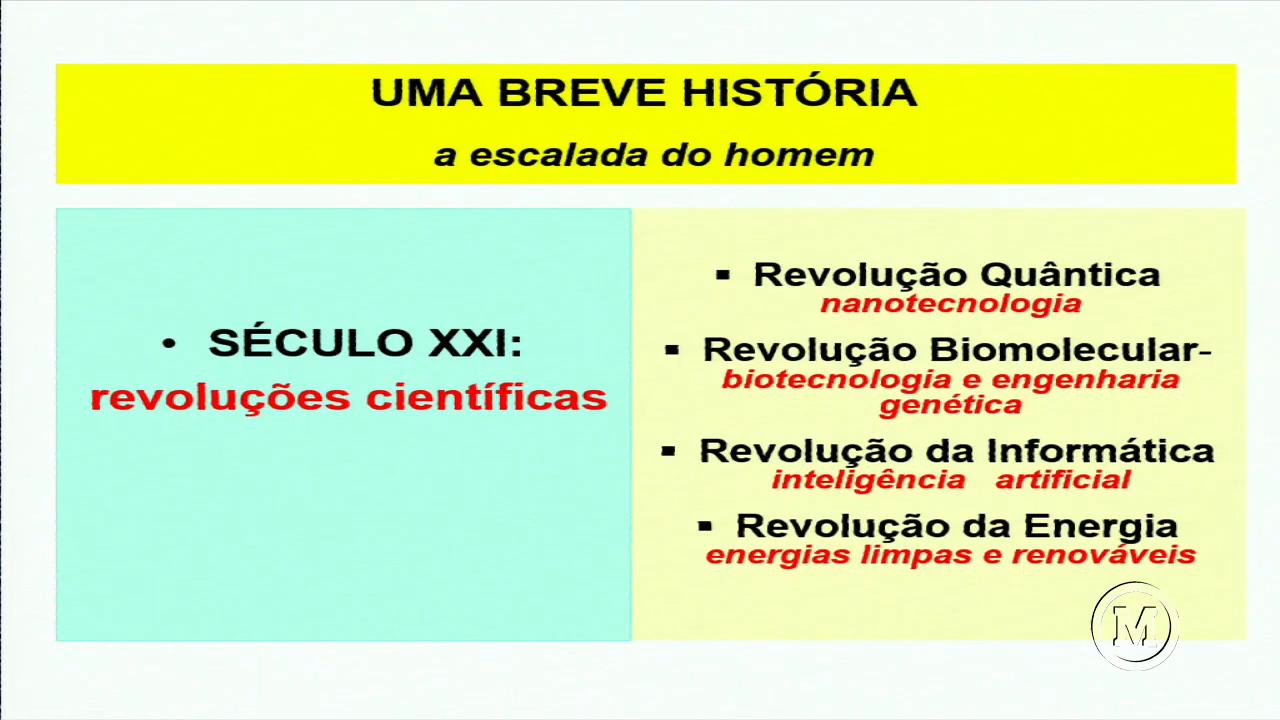 UMA BREVE HISTÓRIA
a escalada do homem
• SÉCULO XXI:
revoluções científicas
▪ Revolução Quântica
nanotecnologia
▪ Revolução Biomolecular-
biotecnologia e engenharia
genética
▪ Revolução da Informática
inteligência artificial
▪ Revolução da Energia
energias limpas e renováveis
M